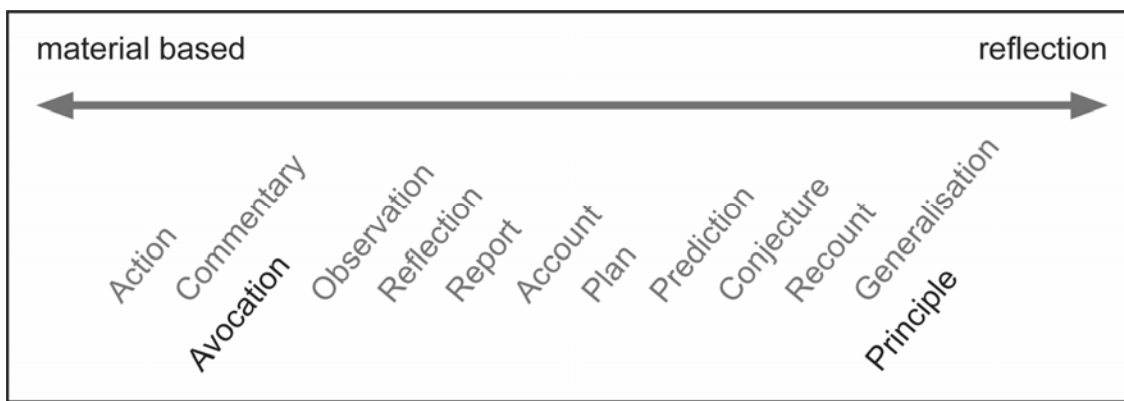 material based
reflection
Action
Commentary
Avocation
Observation
Reflection
Report
Account
Plan
Prediction
Conjecture
Recount
Generalisation
Principle